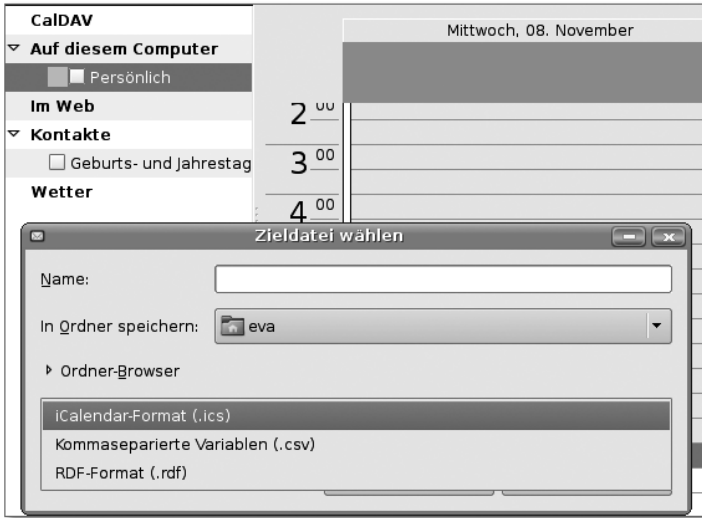 CalDAV
Auf diesem Computer
Persönlich
Im Web
Kontakte
Geburts- und Jahrestag
Wetter
Mittwoch, 08. November
2 00
3 00
4 00
Zieldatei wählen
Name:
In Ordner speichern: eva
Ordner-Browser
iCalendar-Format (.ics)
Kommaseparierte Variablen (.csv)
RDF-Format (.rdf)